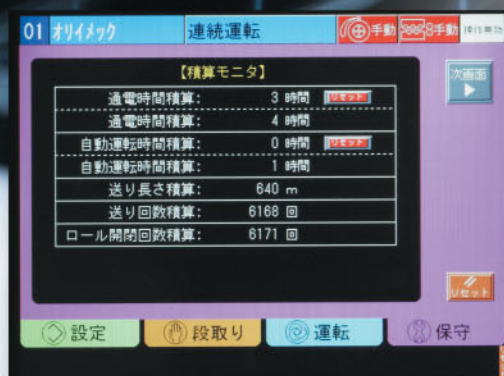 01 オリイメック 連続運転 手動 手動 操作無効
【積算モニタ】
次画面
通電時間積算: 3 時間 リセット
通電時間積算: 4 時間
自動運転時間積算: 0 時間 リセット
自動運転時間積算: 1 時間
送り長さ積算: 640 m
送り回数積算: 6168 回
ロール開閉回数積算: 6171 回
リセット
設定 段取り 運転 保守